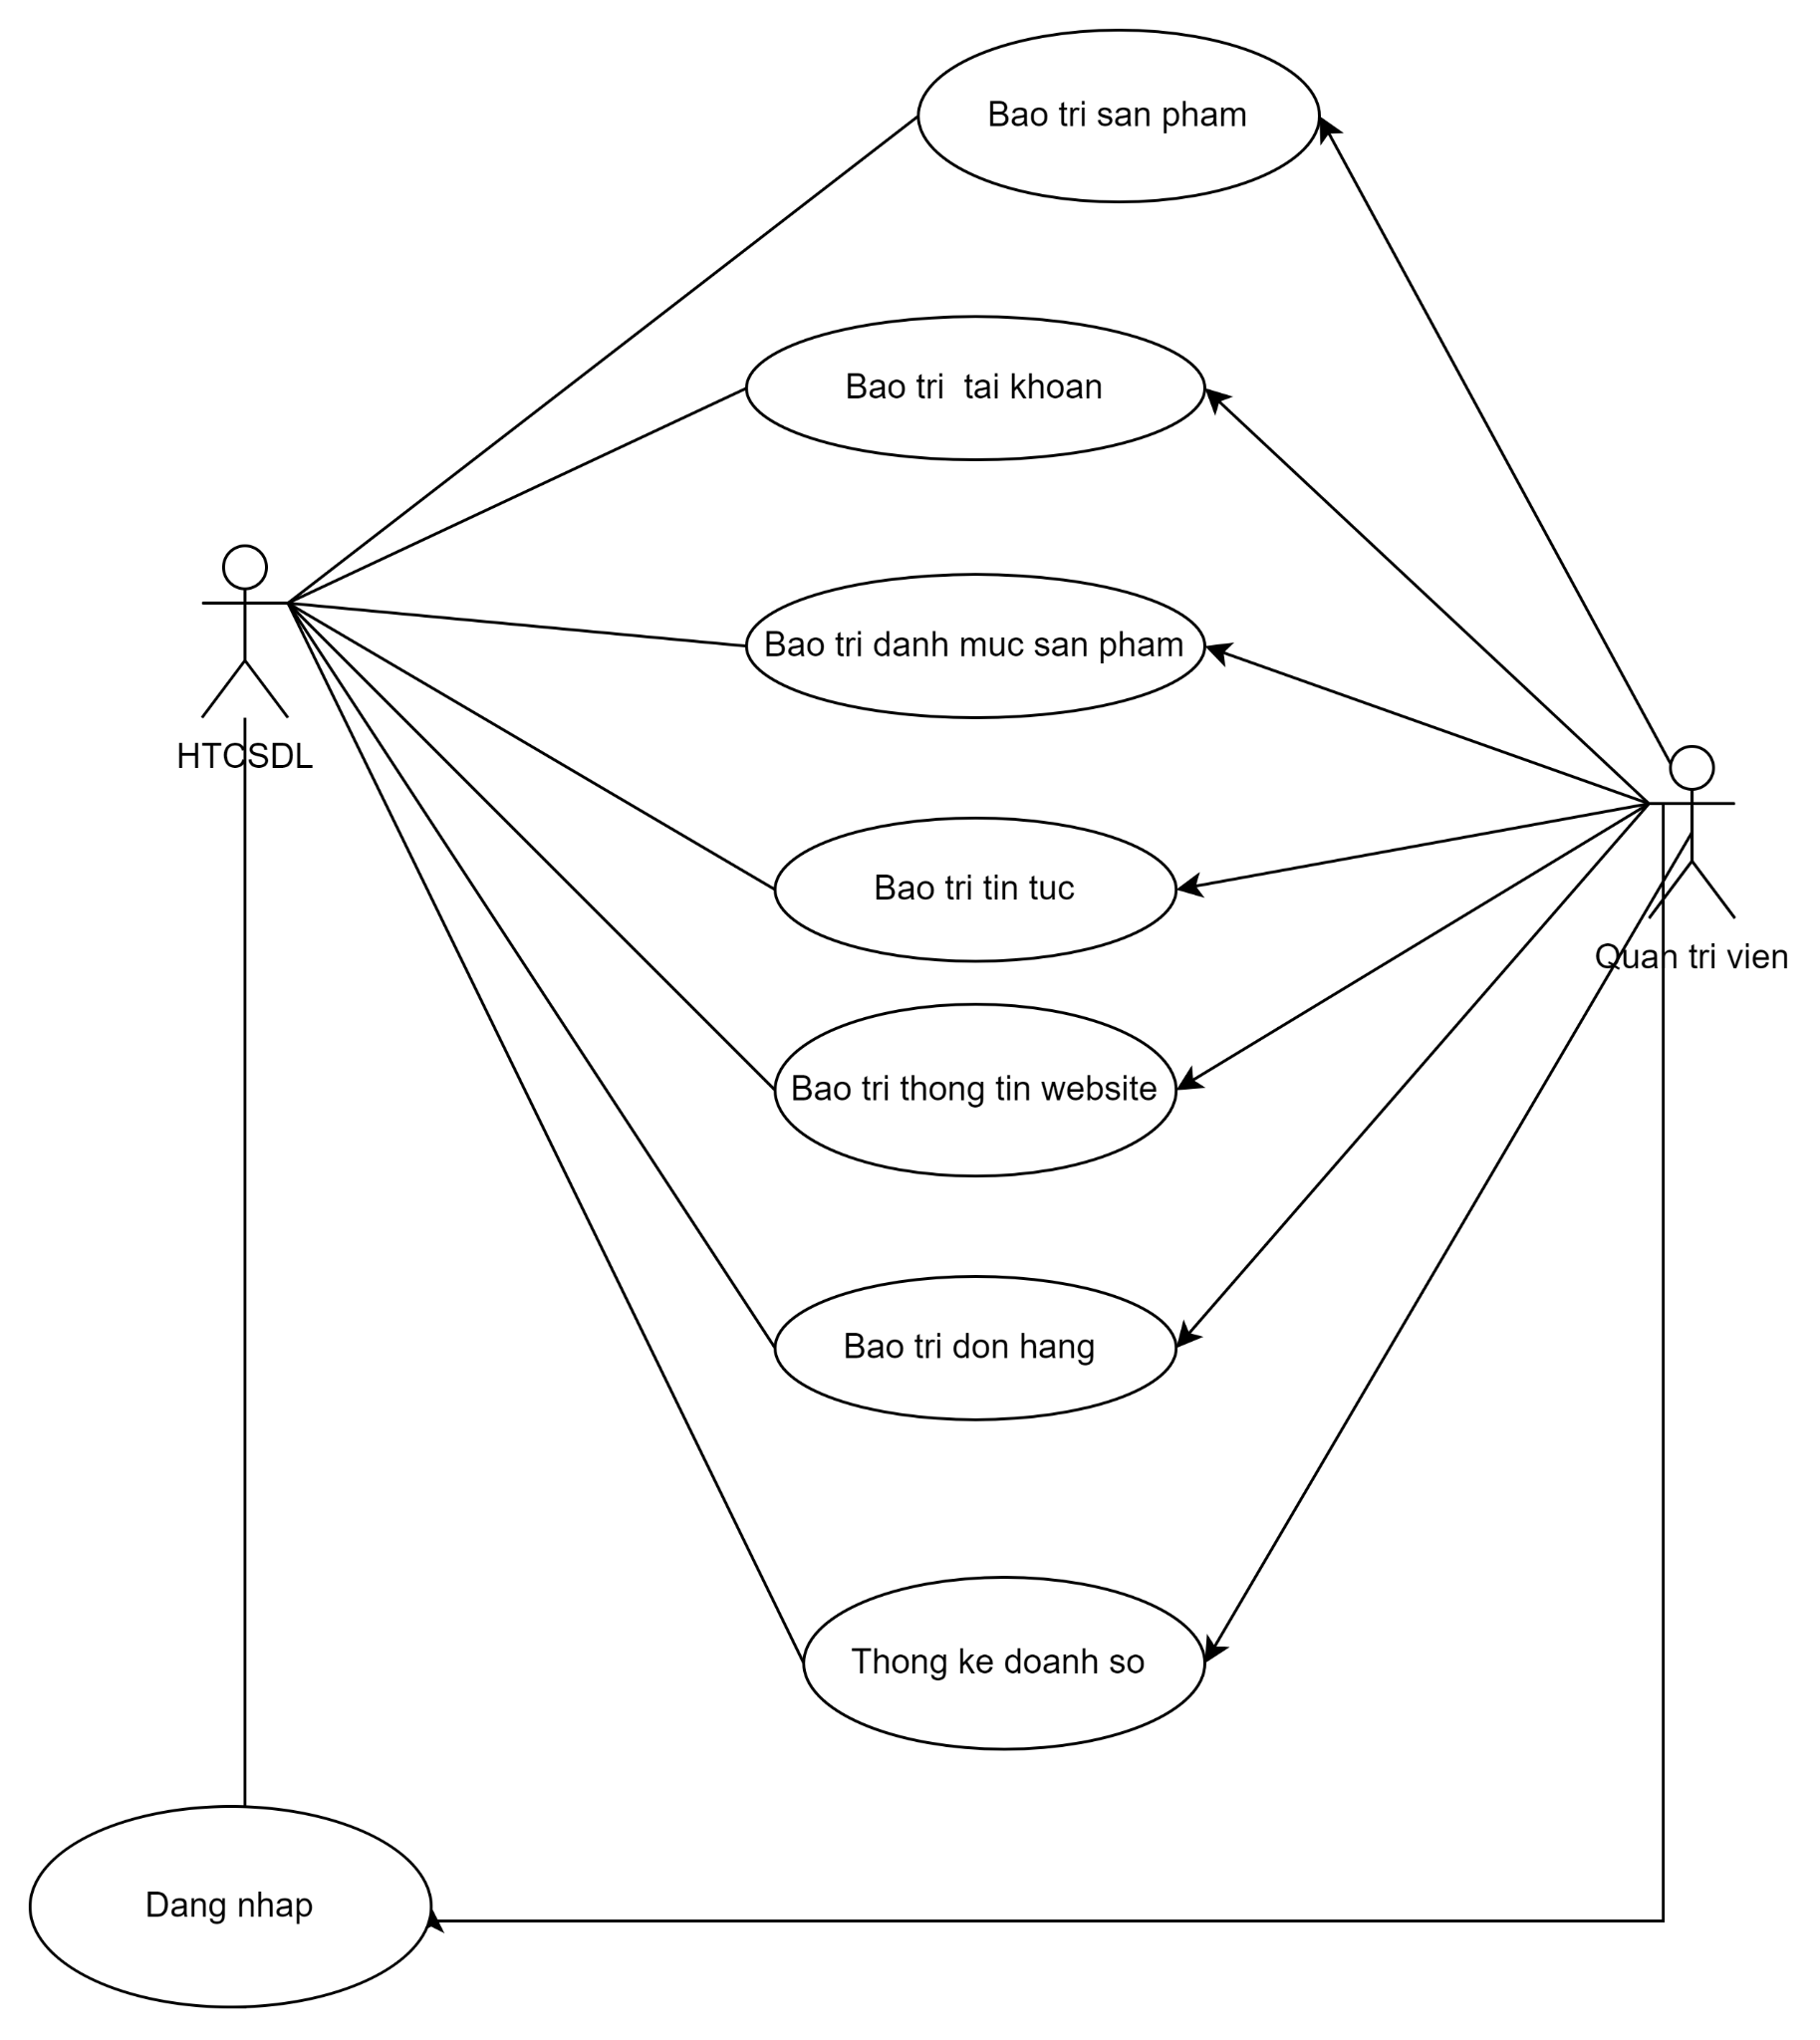 Bao tri san pham
Bao tri  tai khoan
Bao tri danh muc san pham
HTCSDL
Bao tri tin tuc
Quan tri vien
Bao tri thong tin website
Bao tri don hang
Thong ke doanh so
Dang nhap